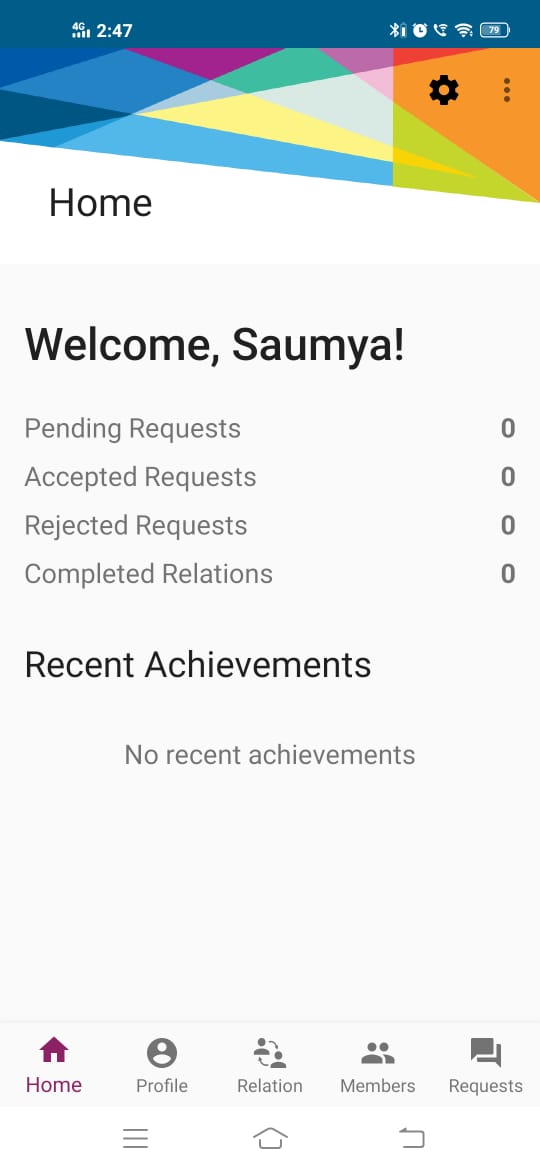 4G 2:47 79
Home
Welcome, Saumya!
Pending Requests 0
Accepted Requests 0
Rejected Requests 0
Completed Relations 0
Recent Achievements
No recent achievements
Home Profile Relation Members Requests